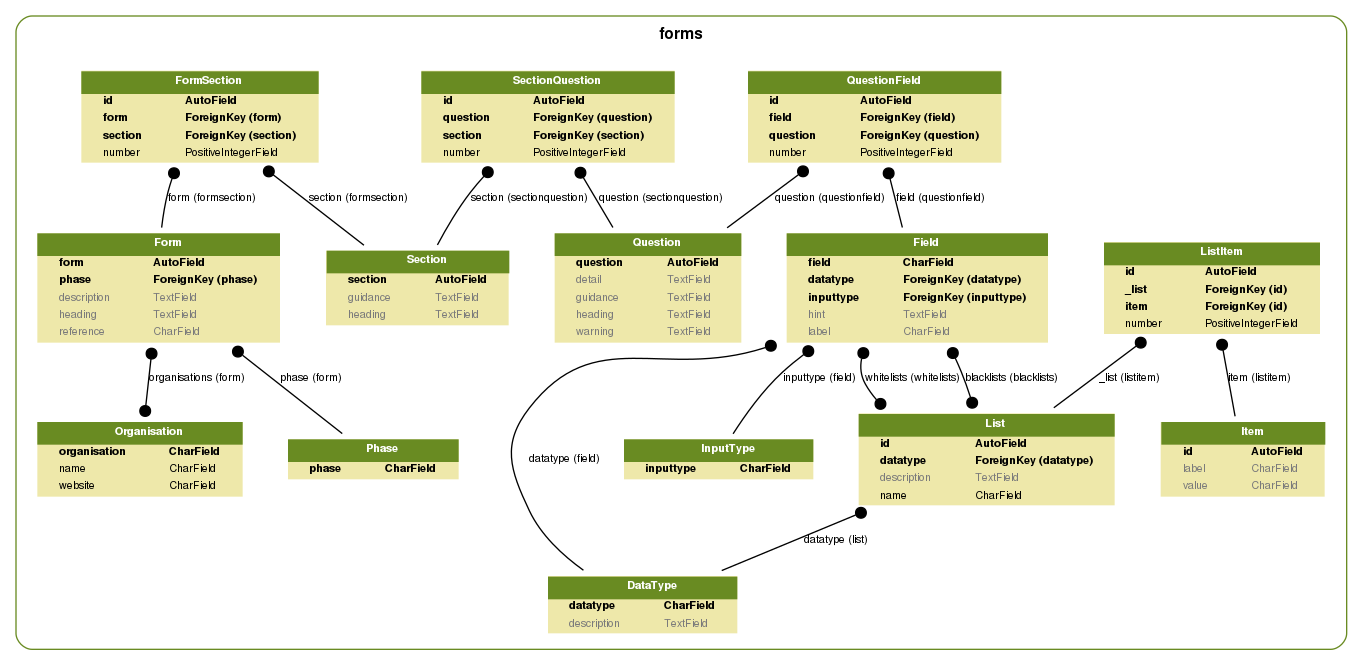 forms
FormSection
id AutoField
form ForeignKey (form)
section ForeignKey (section)
number PositiveIntegerField
SectionQuestion
id AutoField
question ForeignKey (question)
section ForeignKey (section)
number PositiveIntegerField
QuestionField
id AutoField
field ForeignKey (field)
question ForeignKey (question)
number PositiveIntegerField
form (formsection)
section (formsection)
section (sectionquestion)
question (sectionquestion)
question (questionfield)
field (questionfield)
Form
form AutoField
phase ForeignKey (phase)
description TextField
heading TextField
reference CharField
Section
section AutoField
guidance TextField
heading TextField
Question
question AutoField
detail TextField
guidance TextField
heading TextField
warning TextField
Field
field CharField
datatype ForeignKey (datatype)
inputtype ForeignKey (inputtype)
hint TextField
label CharField
ListItem
id AutoField
_list ForeignKey (id)
item ForeignKey (id)
number PositiveIntegerField
organisations (form)
phase (form)
inputtype (field)
whitelists (whitelists)
blacklists (blacklists)
_list (listitem)
item (listitem)
Organisation
organisation CharField
name CharField
website CharField
Phase
phase CharField
datatype (field)
InputType
inputtype CharField
List
id AutoField
datatype ForeignKey (datatype)
description TextField
name CharField
Item
id AutoField
label CharField
value CharField
datatype (list)
DataType
datatype CharField
description TextField